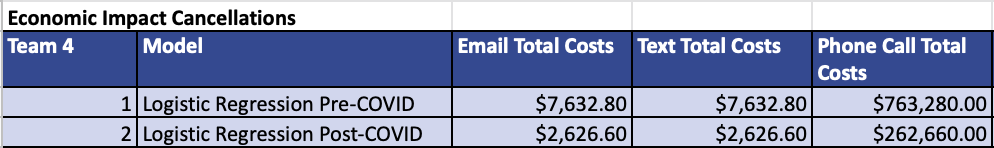 Economic Impact Cancellations
Team 4 Model Email Total Costs Text Total Costs Phone Call Total
Costs
1 Logistic Regression Pre-COVID $7,632.80 $7,632.80 $763,280.00
2 Logistic Regression Post-COVID $2,626.60 $2,626.60 $262,660.00